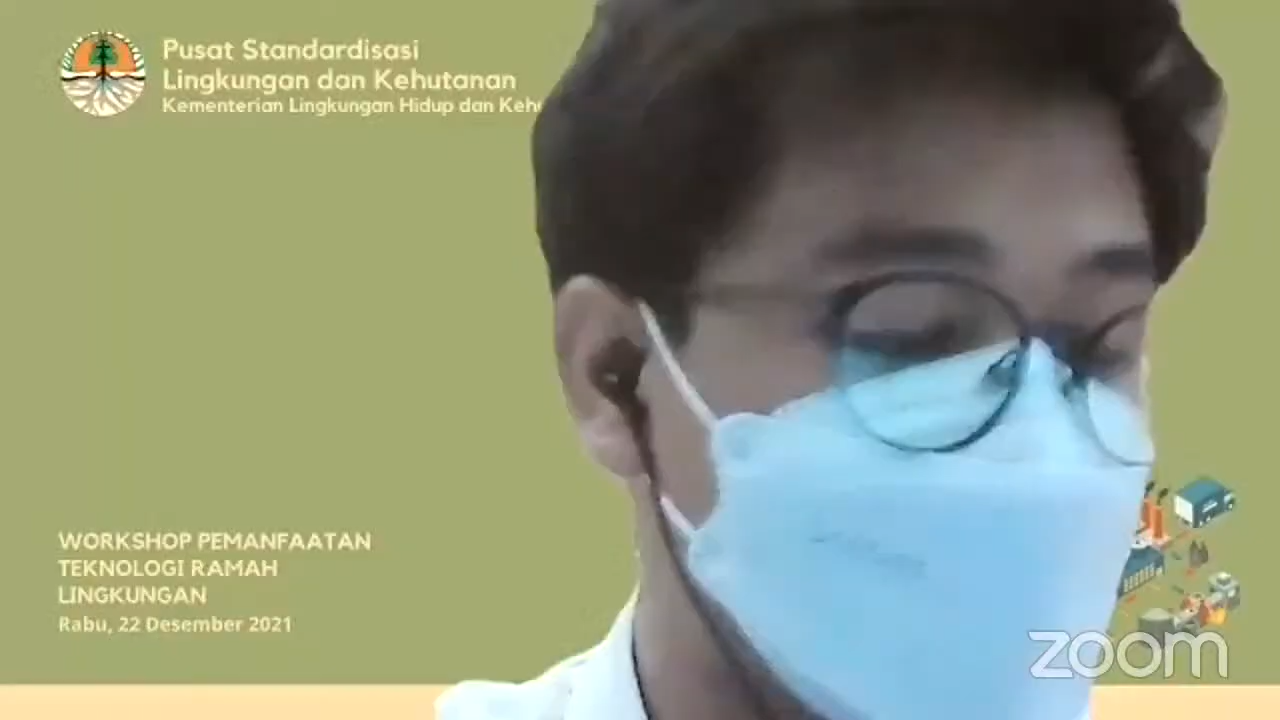 Pusat Standardisasi
Lingkungan dan Kehutanan
Kementerian Lingkungan Hidup dan Keh
WORKSHOP PEMANFAATAN
TEKNOLOGI RAMAH
LINGKUNGAN
Rabu, 22 Desember 2021
zoom